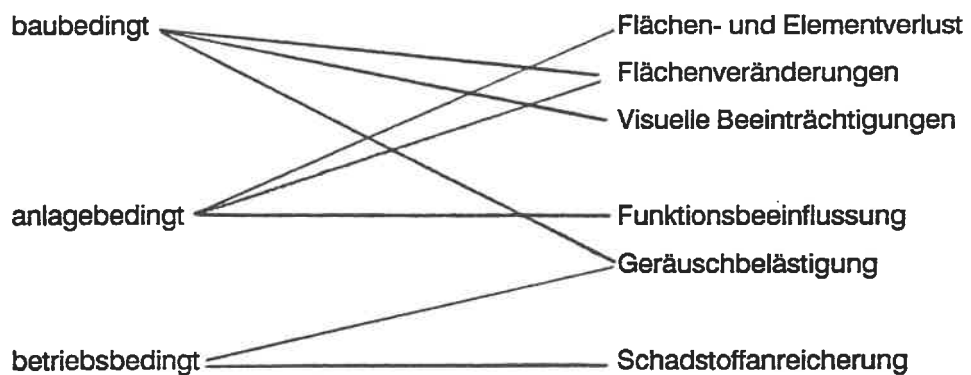 baubedingt
Flächen- und Elementverlust
Flächenveränderungen
Visuelle Beeinträchtigungen
anlagebedingt
Funktionsbeeinflussung
Geräuschbelästigung
betriebsbedingt
Schadstoffanreicherung